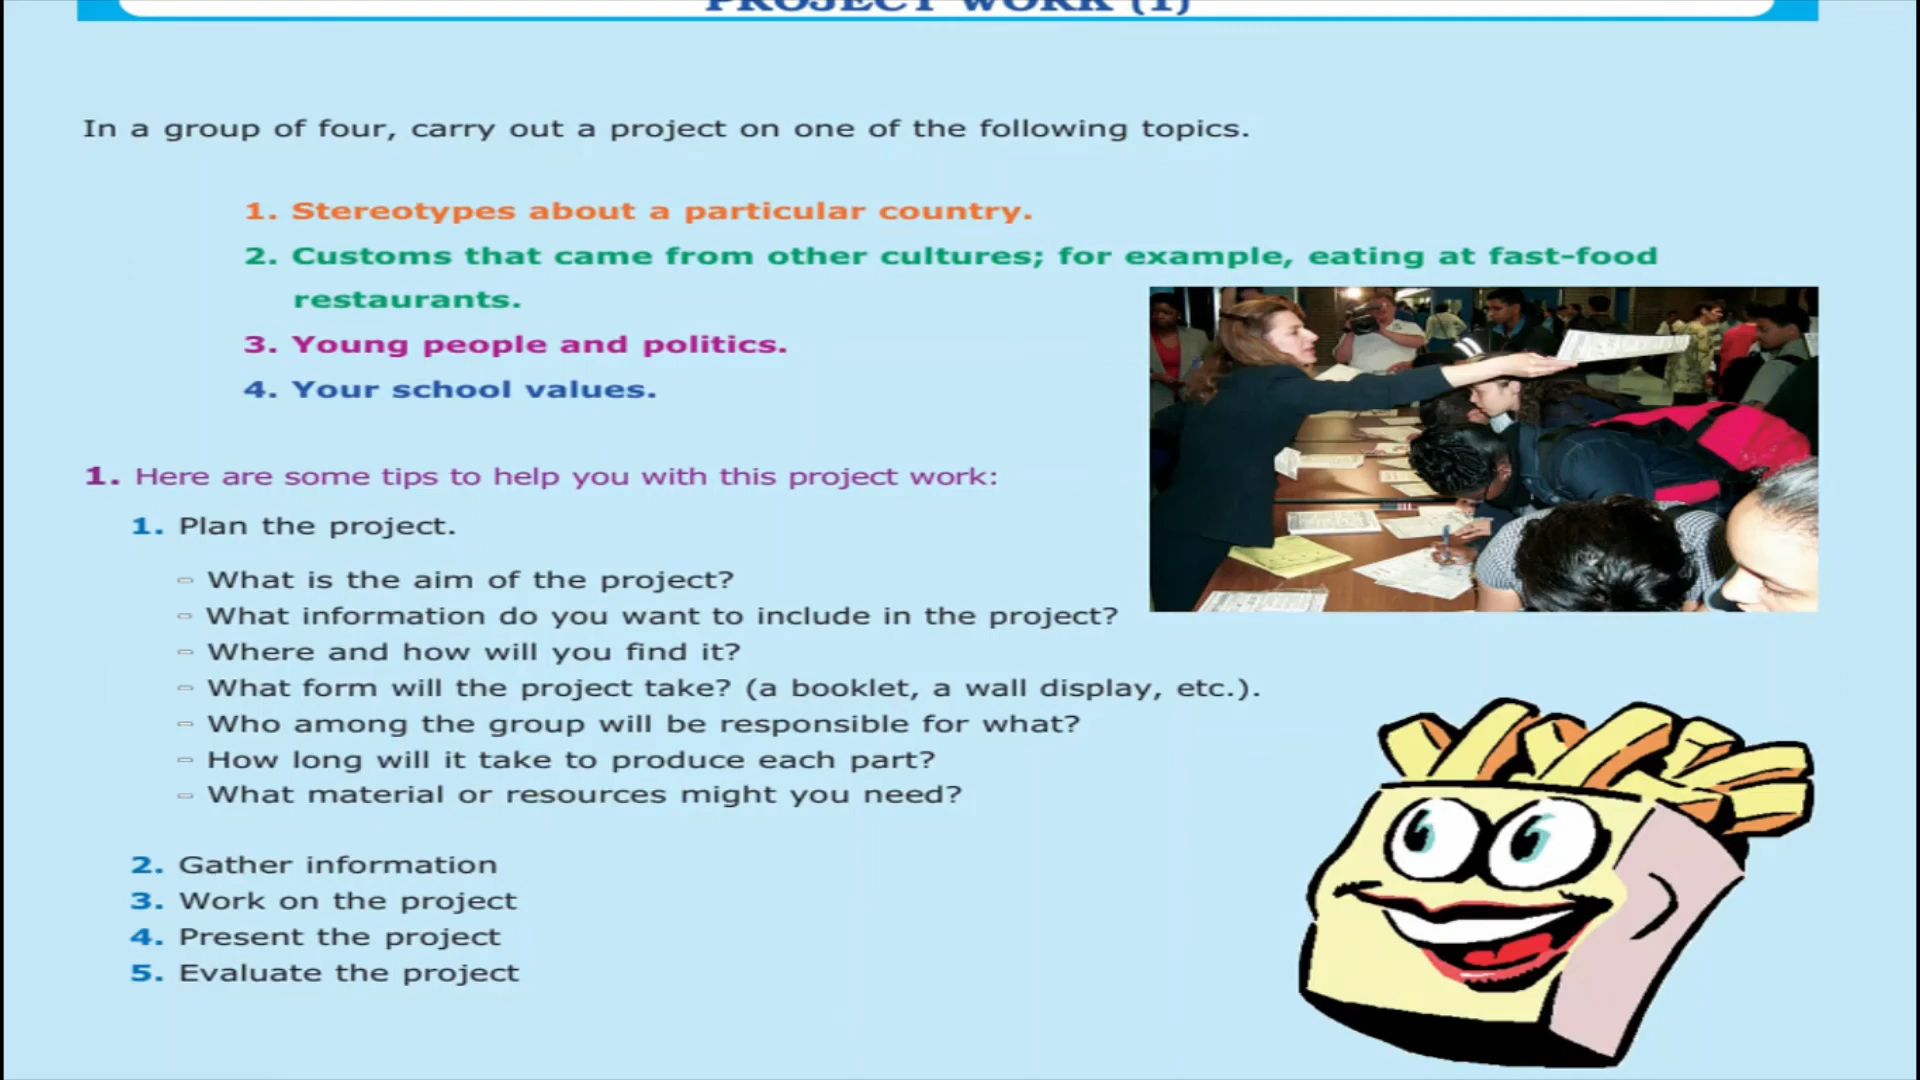 PROJECT WORK (1)
In a group of four, carry out a project on one of the following topics.
1. Stereotypes about a particular country.
2. Customs that came from other cultures; for example, eating at fast-food
restaurants.
3. Young people and politics.
4. Your school values.
1. Here are some tips to help you with this project work:
1. Plan the project.
- What is the aim of the project?
- What information do you want to include in the project?
- Where and how will you find it?
- What form will the project take? (a booklet, a wall display, etc.).
- Who among the group will be responsible for what?
- How long will it take to produce each part?
- What material or resources might you need?
2. Gather information
3. Work on the project
4. Present the project
5. Evaluate the project